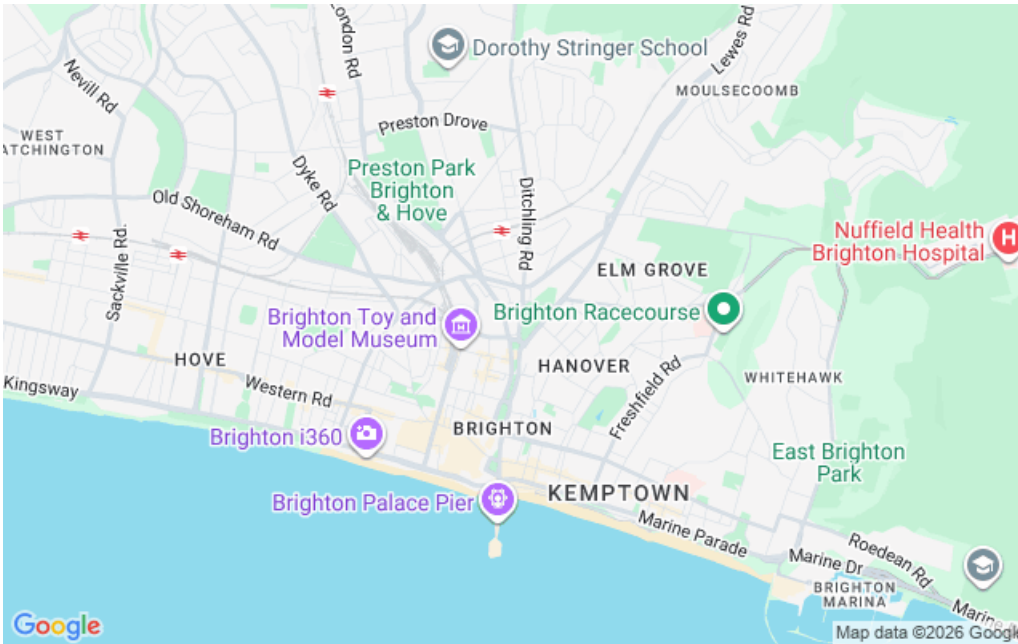 London Rd
Dorothy Stringer School
Lewes Rd
Nevill Rd
MOULSECOOMB
Preston Drove
WEST
ATCHINGTON
Preston Park
Brighton
& Hove
Dyke Rd
Ditchling Rd
Old Shoreham Rd
Nuffield Health
Brighton Hospital
H
Sackville Rd.
ELM GROVE
Brighton Racecourse
Brighton Toy and
Model Museum
HOVE
HANOVER
Freshfield Rd
WHITEHAWK
Kingsway
Western Rd
Brighton i360
BRIGHTON
East Brighton
Park
Brighton Palace Pier
KEMPTOWN
Marine Parade
Roedean Rd
Marine Dr
BRIGHTON
MARINA
Marine
Google
Map data ©2026 Google